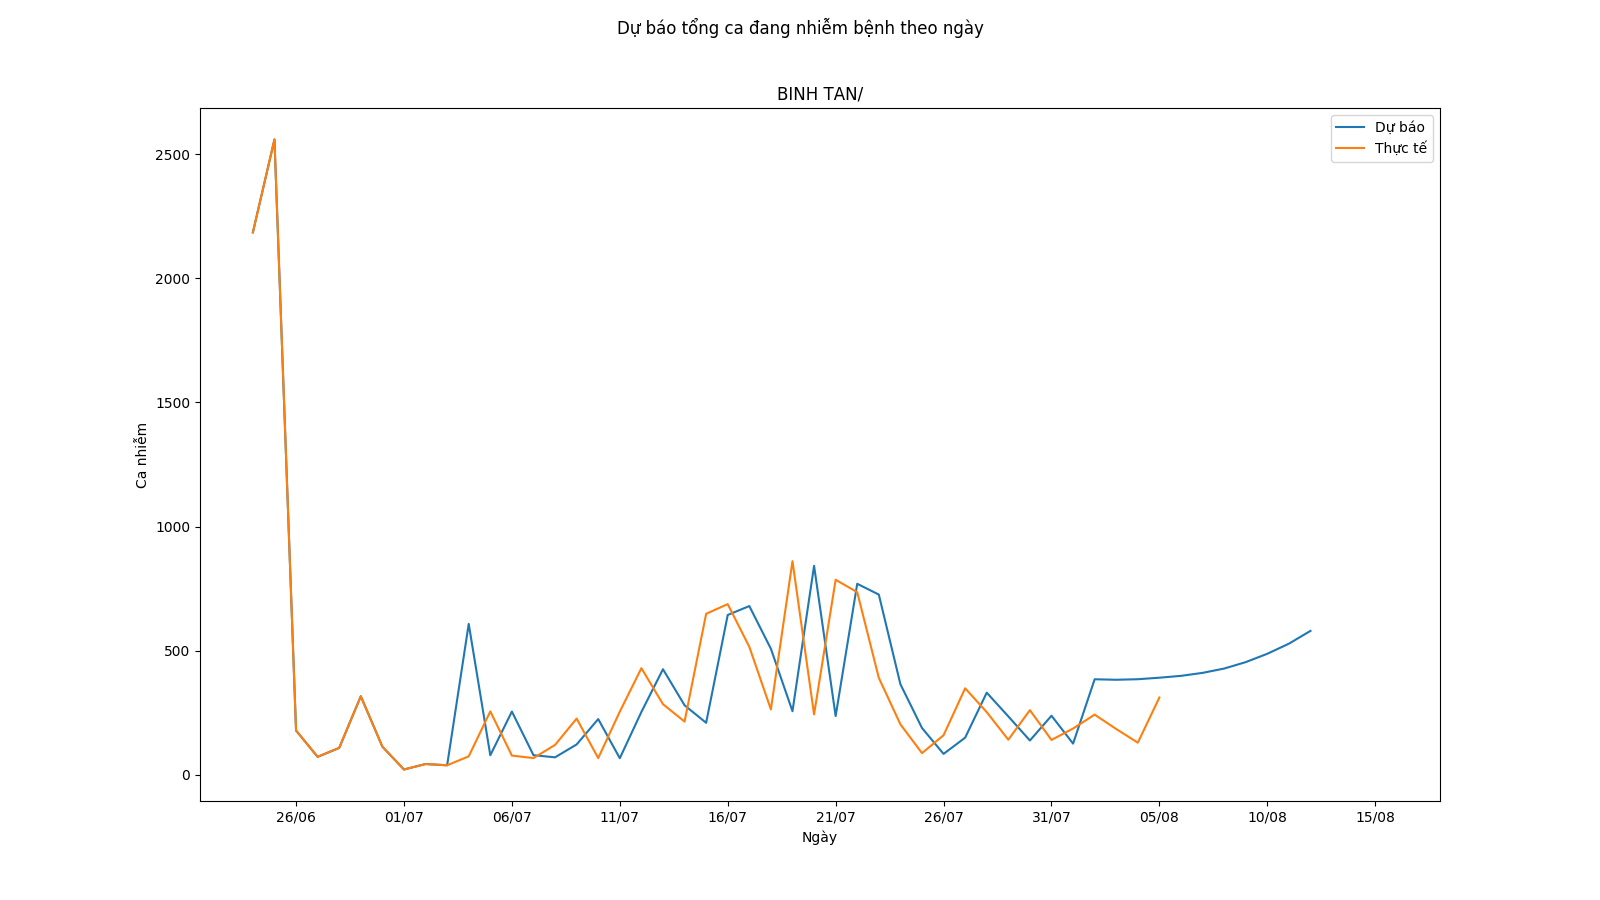 Dự báo tổng ca đang nhiễm bệnh theo ngày
BINH TAN/
Dự báo
Thực tế
2500
2000
1500
1000
500
0
Ca nhiễm
26/06 01/07 06/07 11/07 16/07 21/07 26/07 31/07 05/08 10/08 15/08
Ngày